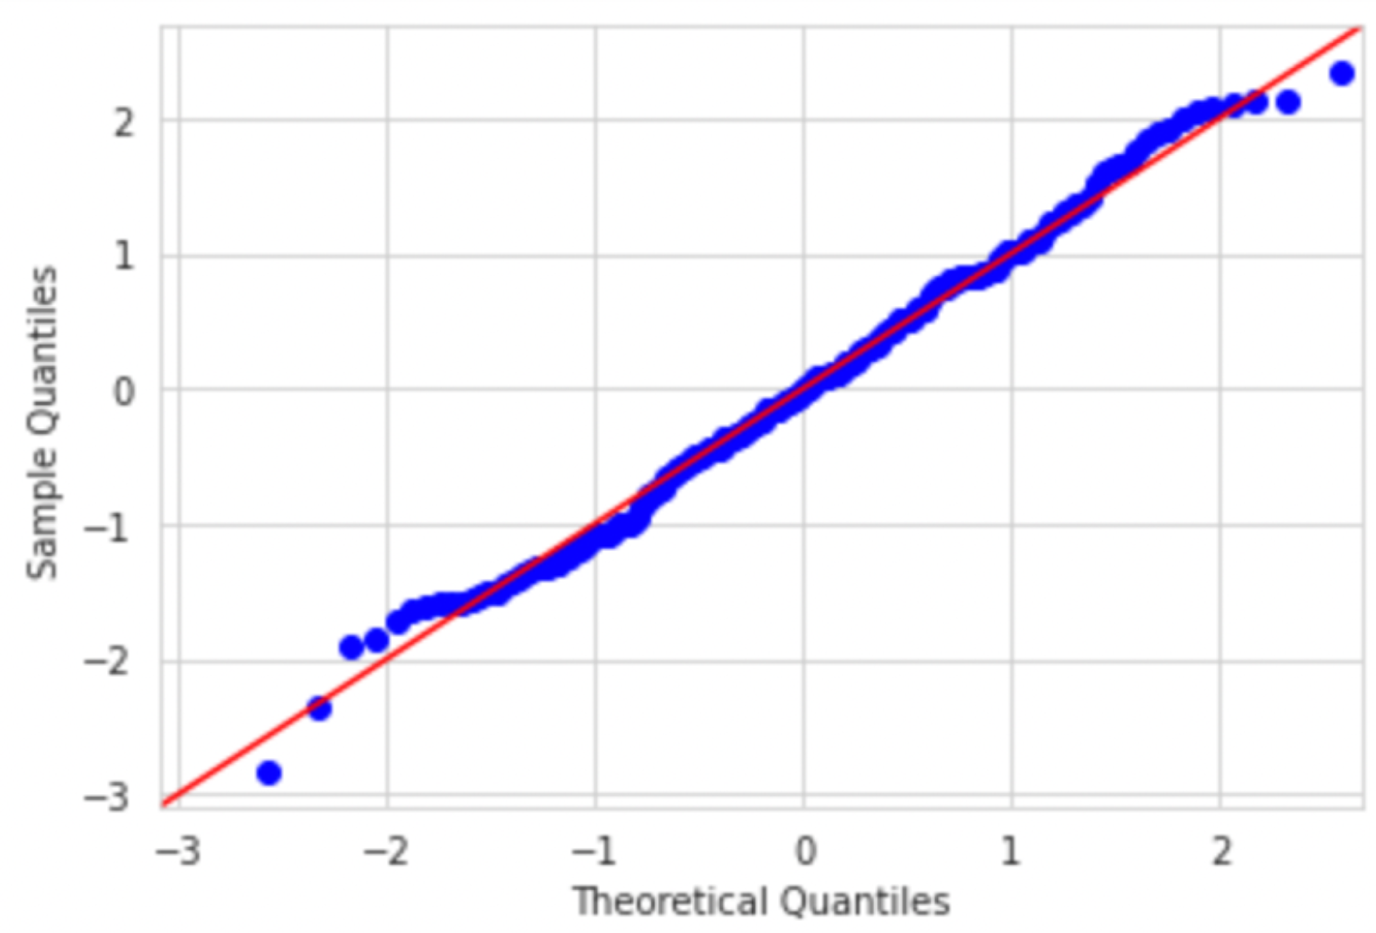 2
1
0
−1
−2
−3
Sample Quantiles
−3 −2 −1 0 1 2
Theoretical Quantiles